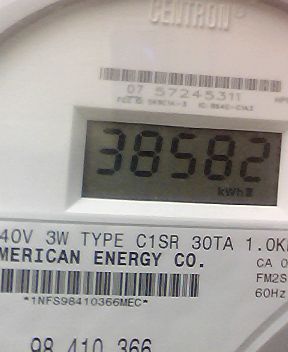 CENTRON®
07 57245311
38582
kWh
40V 3W TYPE C1SR 30TA 1.0K
MERICAN ENERGY CO.
CA 0
FM2S
60Hz
*1NFS98410366MEC*
98 410 366